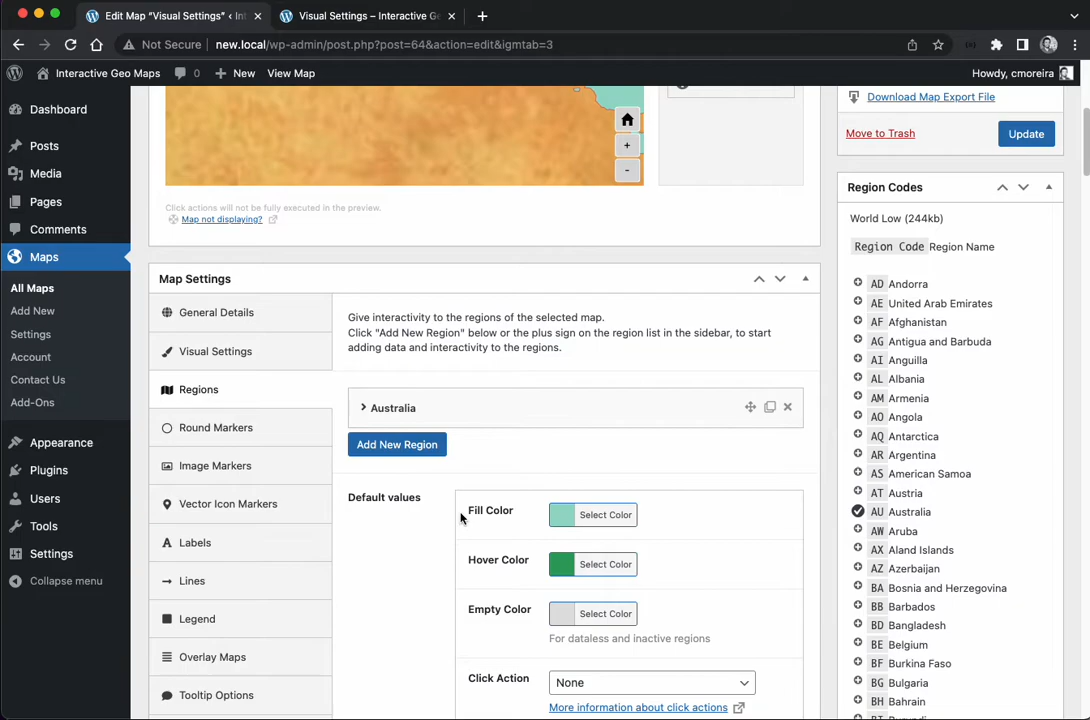 Edit Map "Visual Settings" ‹ Int
Visual Settings – Interactive Ge
Not Secure
new.local/wp-admin/post.php?post=64&action=edit&igmtab=3
Interactive Geo Maps
0
New
View Map
Howdy, cmoreira
Dashboard
Posts
Media
Pages
Comments
Maps
All Maps
Add New
Settings
Account
Contact Us
Add-Ons
Appearance
Plugins
Users
Tools
Settings
Collapse menu
+
-
Click actions will not be fully executed in the preview.
Map not displaying?
Map Settings
General Details
Visual Settings
Regions
Round Markers
Image Markers
Vector Icon Markers
Labels
Lines
Legend
Overlay Maps
Tooltip Options
Give interactivity to the regions of the selected map.
Click "Add New Region" below or the plus sign on the region list in the sidebar, to start
adding data and interactivity to the regions.
Australia
Add New Region
Default values
Fill Color
Select Color
Hover Color
Select Color
Empty Color
Select Color
For dataless and inactive regions
Click Action
None
More information about click actions
Download Map Export File
Move to Trash
Update
Region Codes
World Low (244kb)
Region Code Region Name
AD Andorra
AE United Arab Emirates
AF Afghanistan
AG Antigua and Barbuda
AI Anguilla
AL Albania
AM Armenia
AO Angola
AQ Antarctica
AR Argentina
AS American Samoa
AT Austria
AU Australia
AW Aruba
AX Aland Islands
AZ Azerbaijan
BA Bosnia and Herzegovina
BB Barbados
BD Bangladesh
BE Belgium
BF Burkina Faso
BG Bulgaria
BH Bahrain